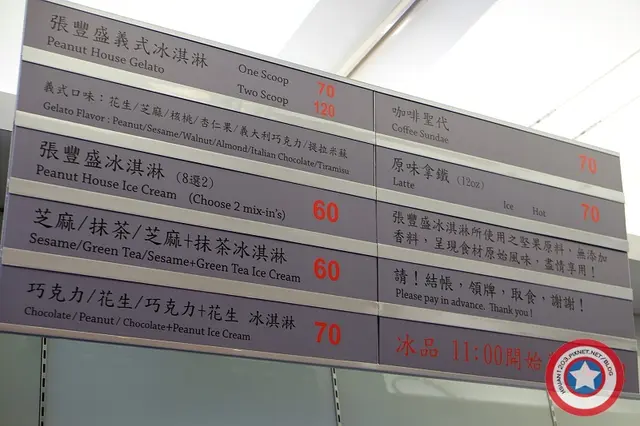 張豐盛義式冰淇淋
Peanut House Gelato
One Scoop 70
Two Scoop 120
義式口味：花生/芝麻/核桃/杏仁果/義大利巧克力/提拉米蘇
Gelato Flavor : Peanut/Sesame/Walnut/Almond/Italian Chocolate/Tiramisu
張豐盛冰淇淋 (8選2)
Peanut House Ice Cream (Choose 2 mix-in's) 60
芝麻/抹茶/芝麻+抹茶冰淇淋
Sesame/Green Tea/Sesame+Green Tea Ice Cream 60
巧克力/花生/巧克力+花生 冰淇淋
Chocolate/Peanut/ Chocolate+Peanut Ice Cream 70
咖啡聖代
Coffee Sundae 70
原味拿鐵 (12oz)
Latte Ice Hot 70
張豐盛冰淇淋所使用之堅果原料，無添加
香料，呈現食材原始風味，盡情享用！
請！結帳，領牌，取食，謝謝！
Please pay in advance. Thank you !
冰品 11:00開始
HSUAN1203.PIXNET.NET/BLOG